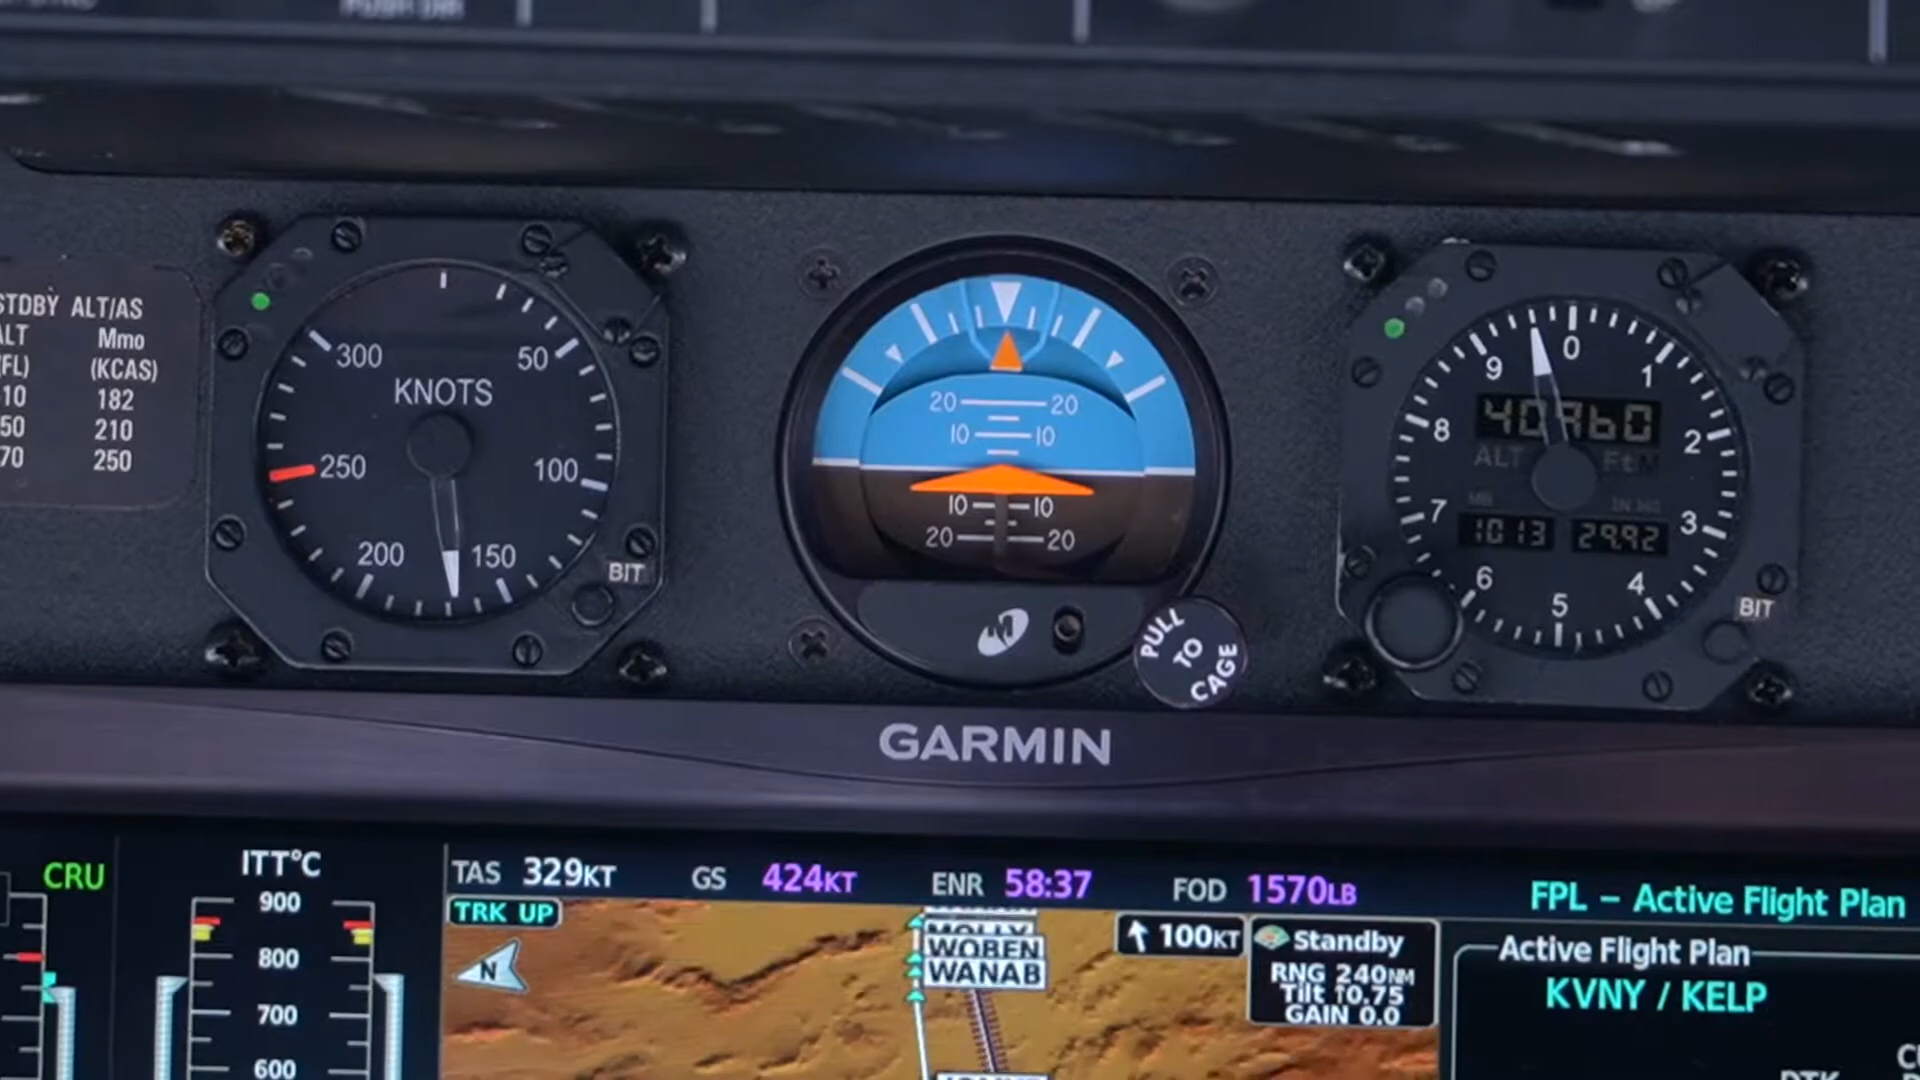 STDBY ALT/AS
ALT Mmo
(FL) (KCAS)
10 182
50 210
70 250
KNOTS
50
100
150
200
250
300
BIT
20 20
10 10
10 10
20 20
PULL
TO
CAGE
0
1
2
3
4
5
6
7
8
9
ALT Ft
MB IN HG
1013 29.92
BIT
GARMIN
CRU
ITT°C
900
800
700
600
TAS 329KT GS 424KT ENR 58:37 FOD 1570LB
TRK UP
N
MOLLY
WOBEN
WANAB
100KT
Standby
RNG 240NM
Tilt ↑0.75
GAIN 0.0
FPL – Active Flight Plan
Active Flight Plan
KVNY / KELP
DTK